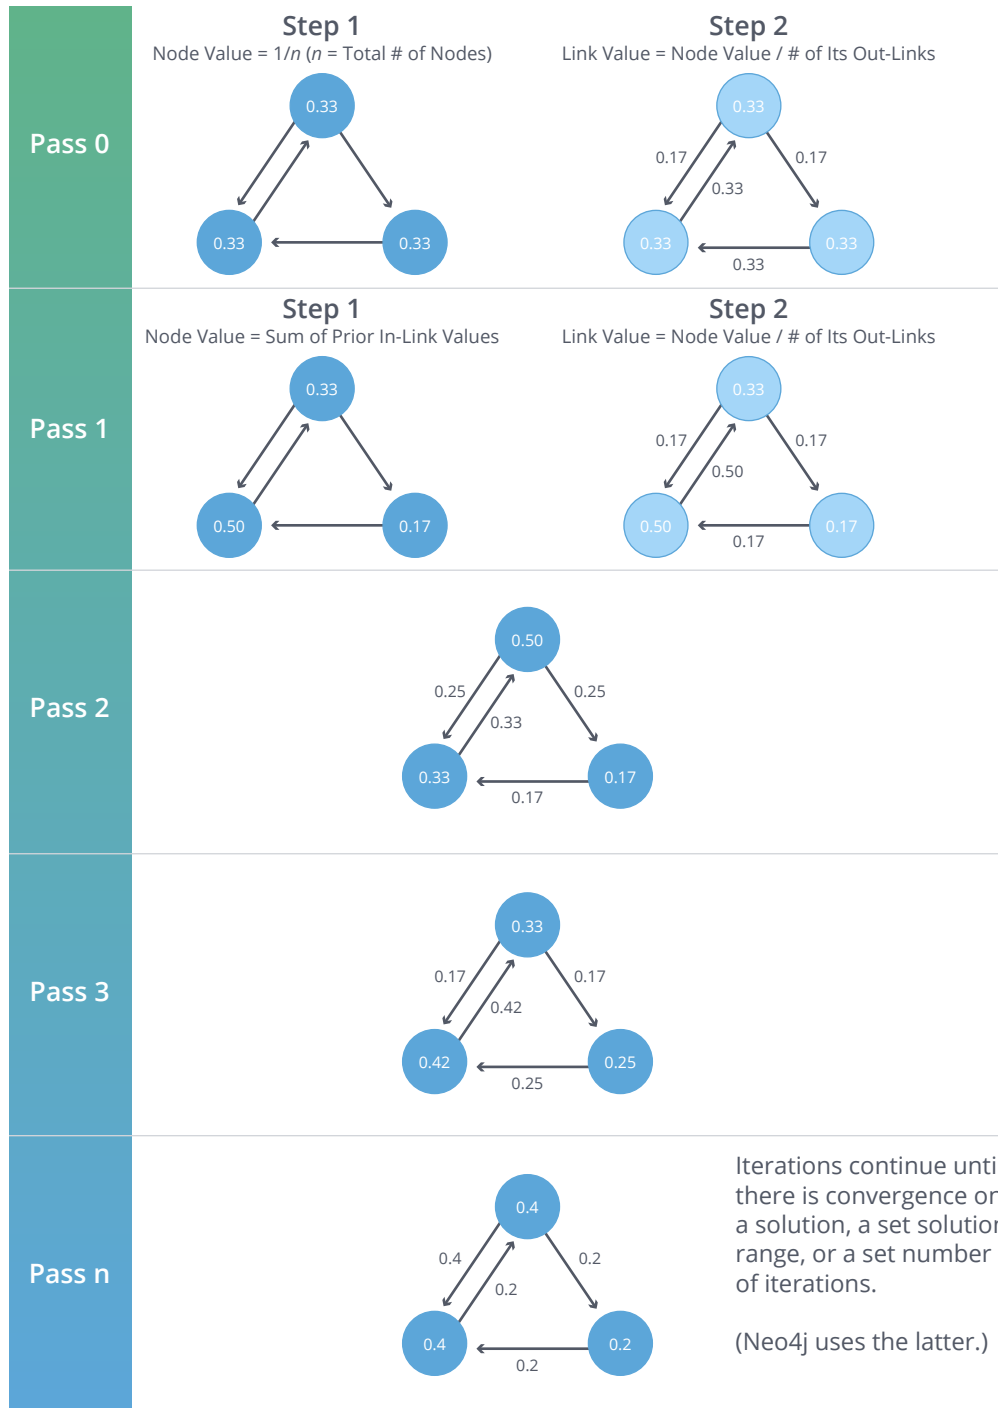 Pass 0
Step 1
Node Value = 1/n (n = Total # of Nodes)
0.33
0.33
0.33
Step 2
Link Value = Node Value / # of Its Out-Links
0.33
0.17
0.17
0.33
0.33
0.33
0.33
Pass 1
Step 1
Node Value = Sum of Prior In-Link Values
0.33
0.50
0.17
Step 2
Link Value = Node Value / # of Its Out-Links
0.33
0.17
0.17
0.50
0.50
0.17
0.17
Pass 2
0.50
0.25
0.25
0.33
0.33
0.17
0.17
Pass 3
0.33
0.17
0.17
0.42
0.42
0.25
0.25
Pass n
0.4
0.4
0.2
0.2
0.4
0.2
0.2
Iterations continue unti
there is convergence on
a solution, a set solution
range, or a set number
of iterations.
(Neo4j uses the latter.)